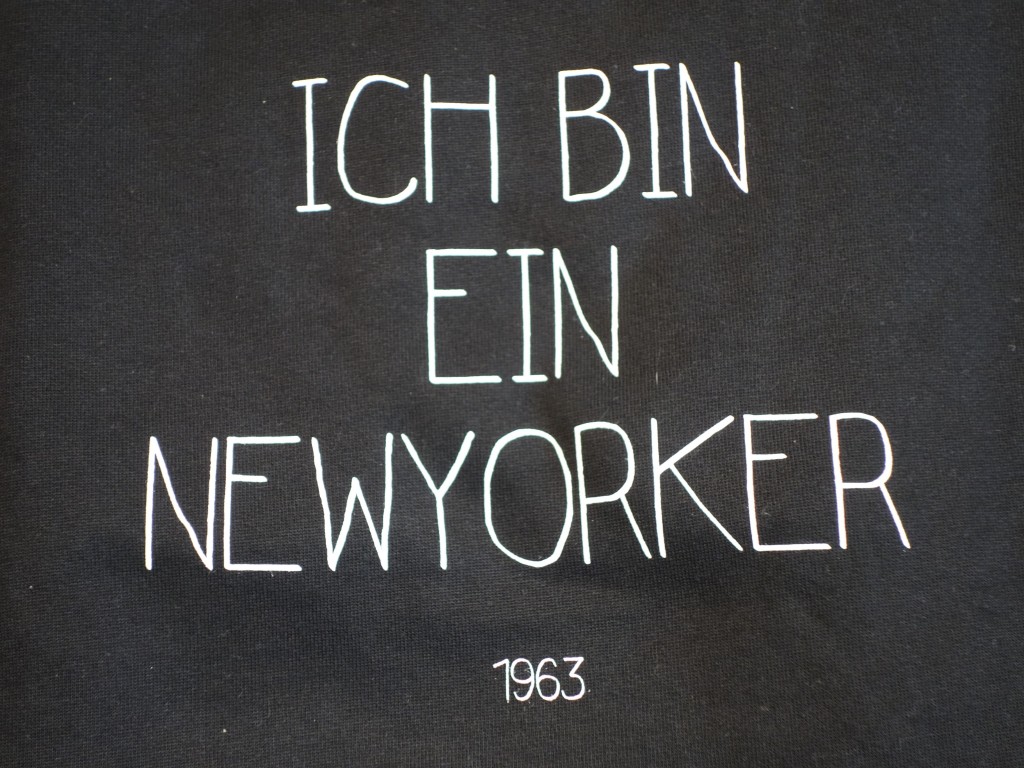 ICH BIN
EIN
NEWYORKER
1963